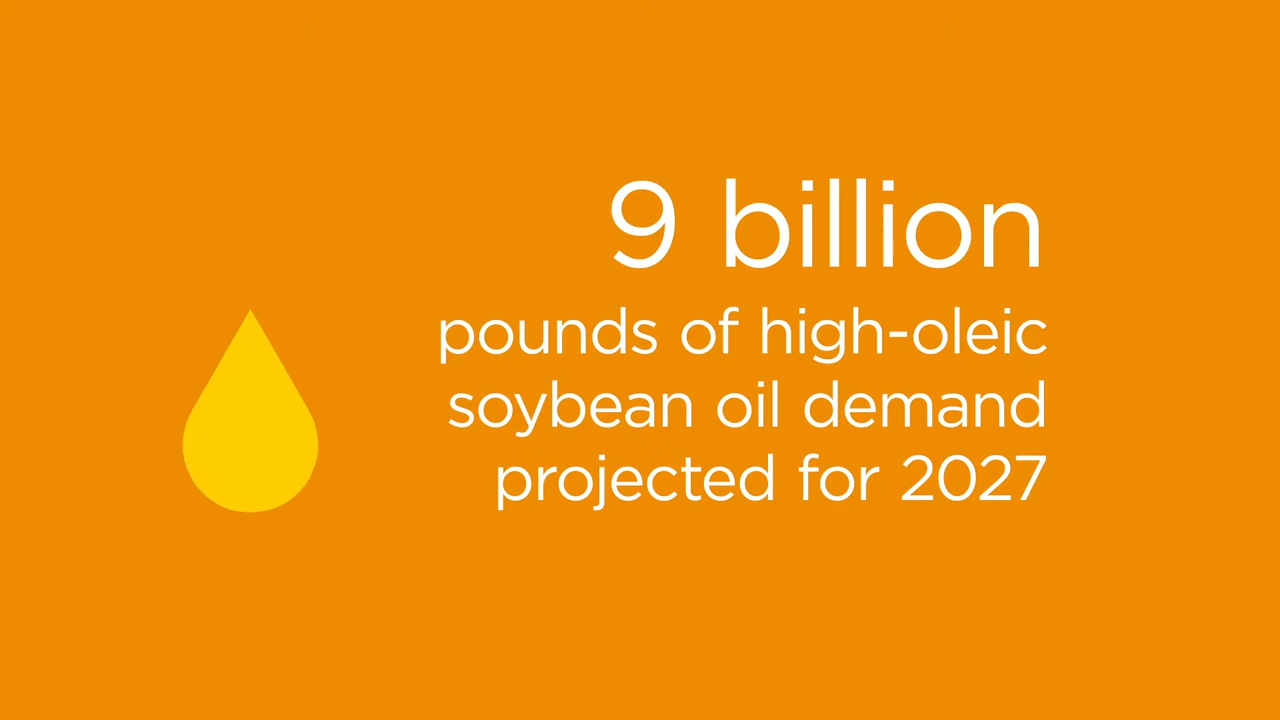 9 billion
pounds of high-oleic
soybean oil demand
projected for 2027